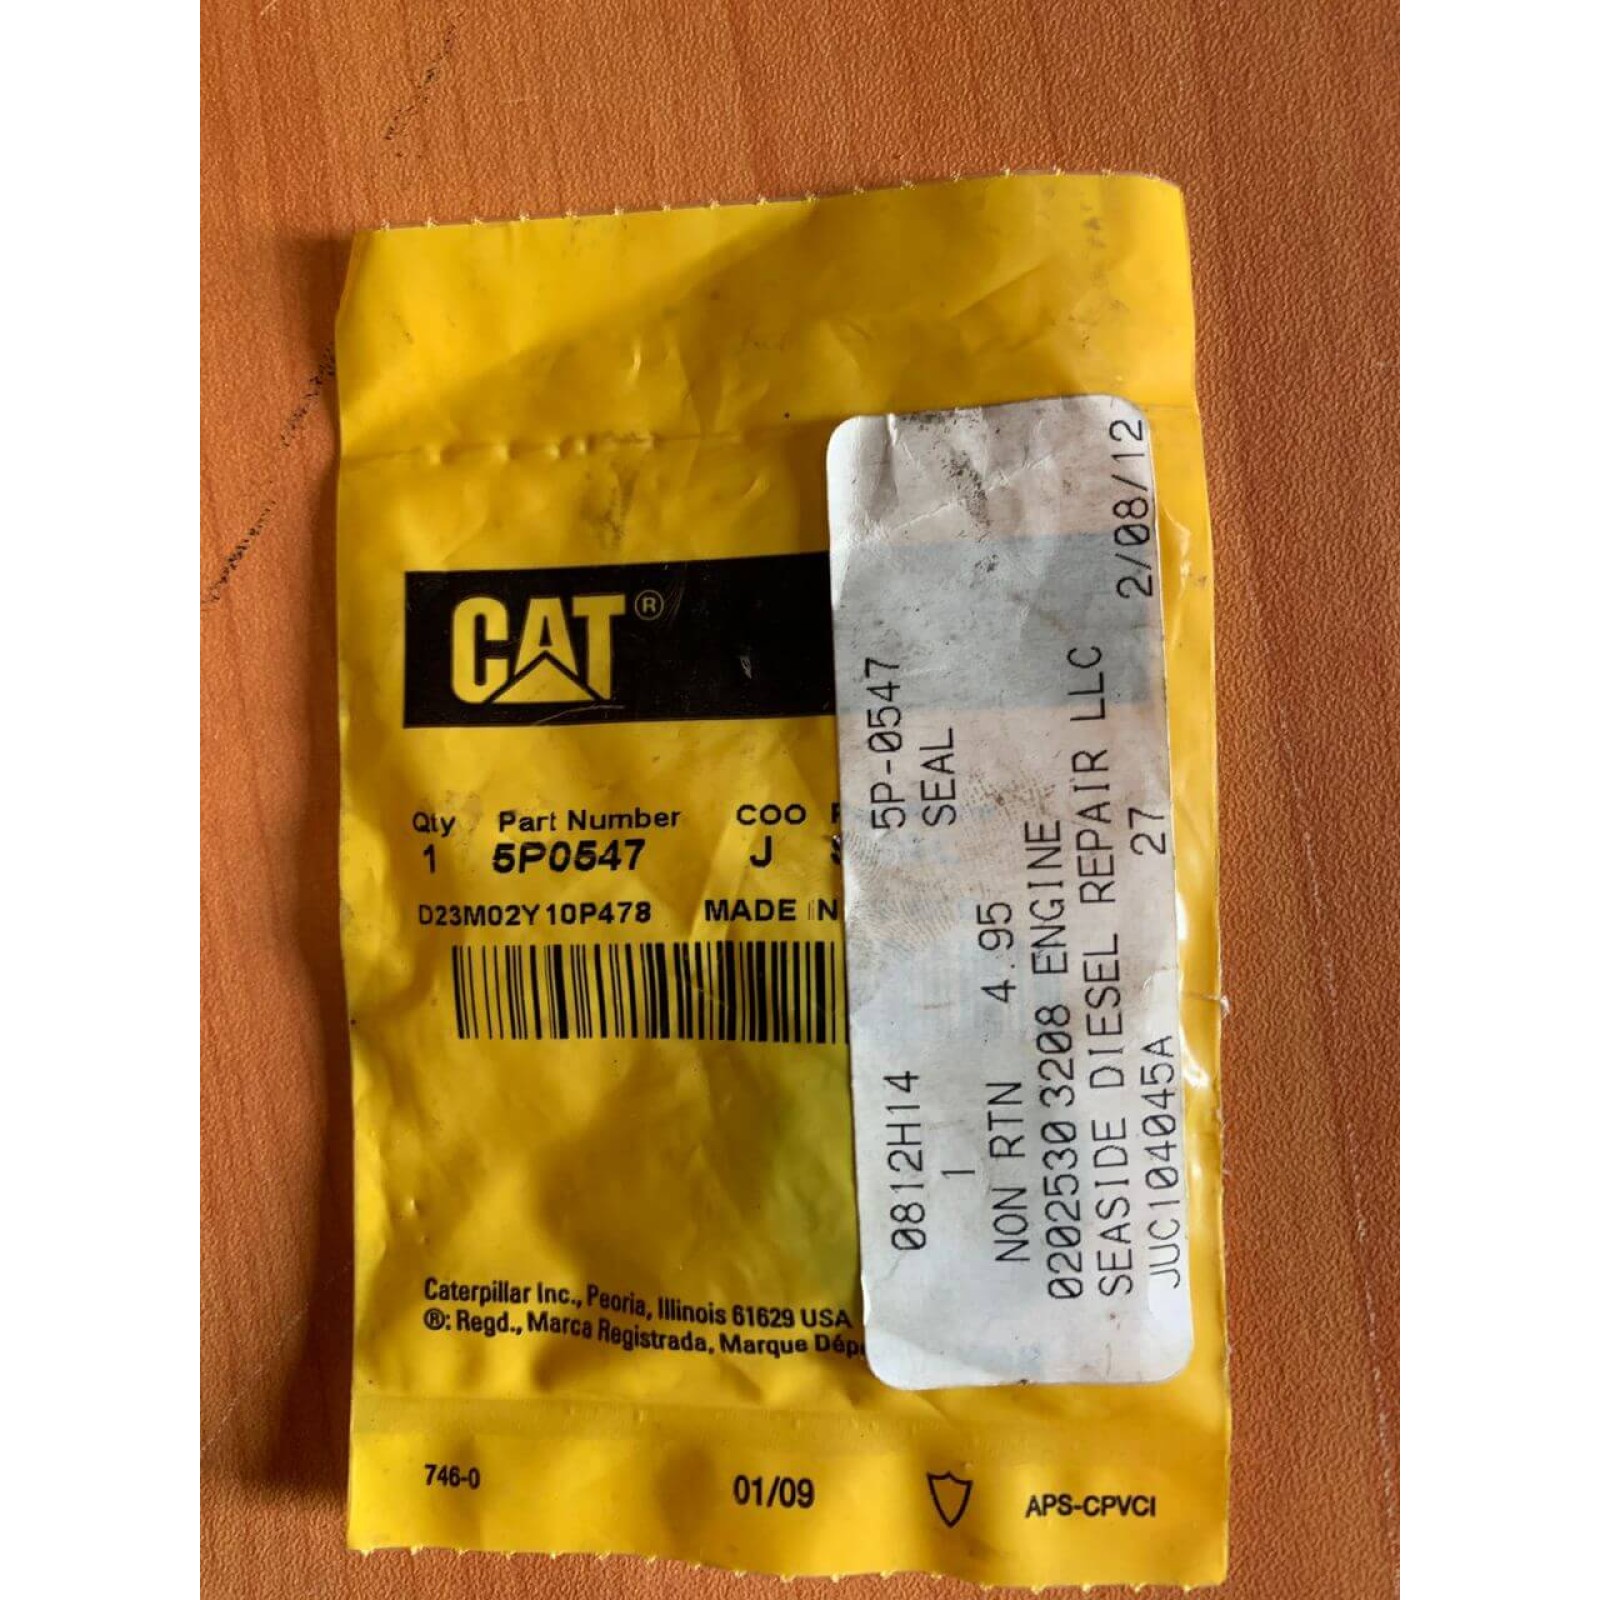 CAT®
Qty Part Number COO
1 5P0547 J
D23M02Y10P478 MADE IN
Caterpillar Inc., Peoria, Illinois 61629 USA
®: Regd., Marca Registrada, Marque Dép
746-0 01/09 APS-CPVCI
0812H14 5P-0547
1 SEAL
NON RTN 4.95
0202530 3208 ENGINE
SEASIDE DIESEL REPAIR LLC 2/08/12
JUC104045A 27